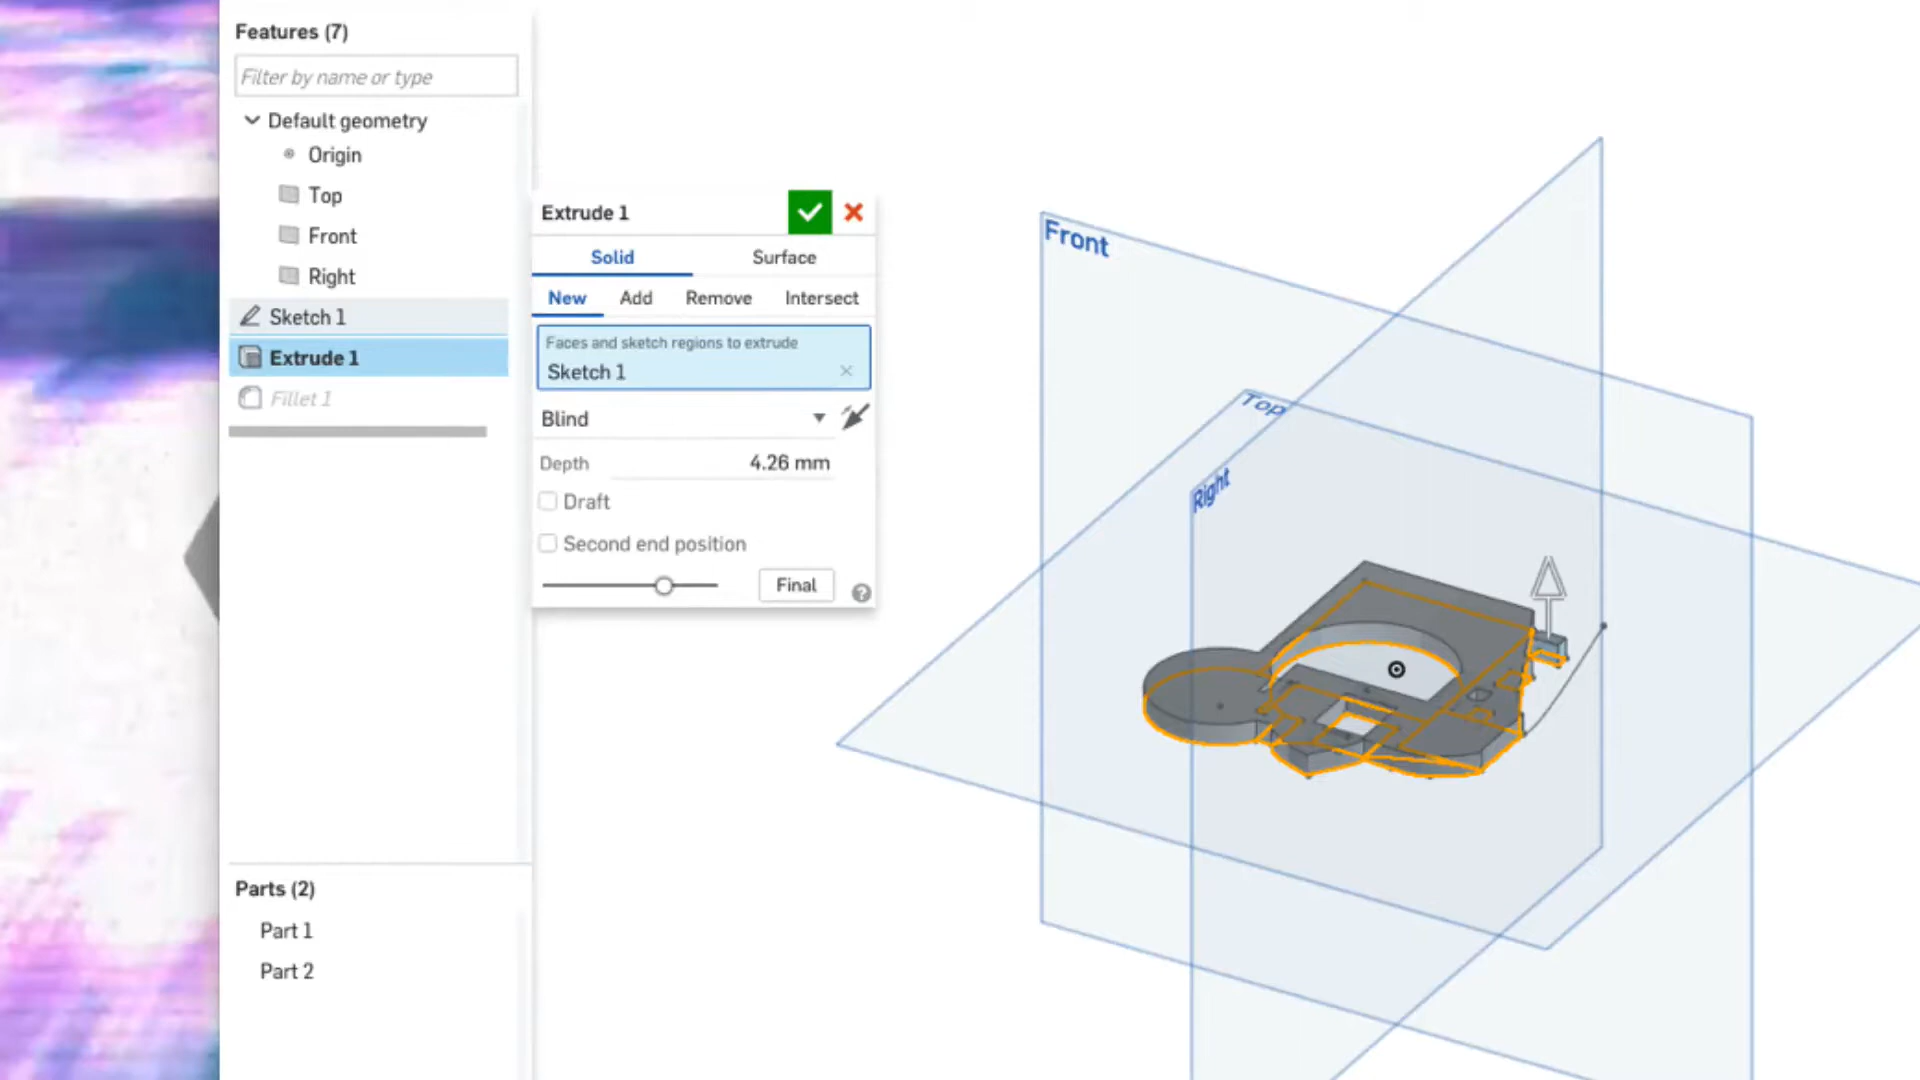 Features (7)
Filter by name or type
Default geometry
Origin
Top
Front
Right
Sketch 1
Extrude 1
Fillet 1
Parts (2)
Part 1
Part 2
Extrude 1
Solid Surface
New Add Remove Intersect
Faces and sketch regions to extrude
Sketch 1
Blind
Depth 4.26 mm
Draft
Second end position
Final
Front
Top
Right